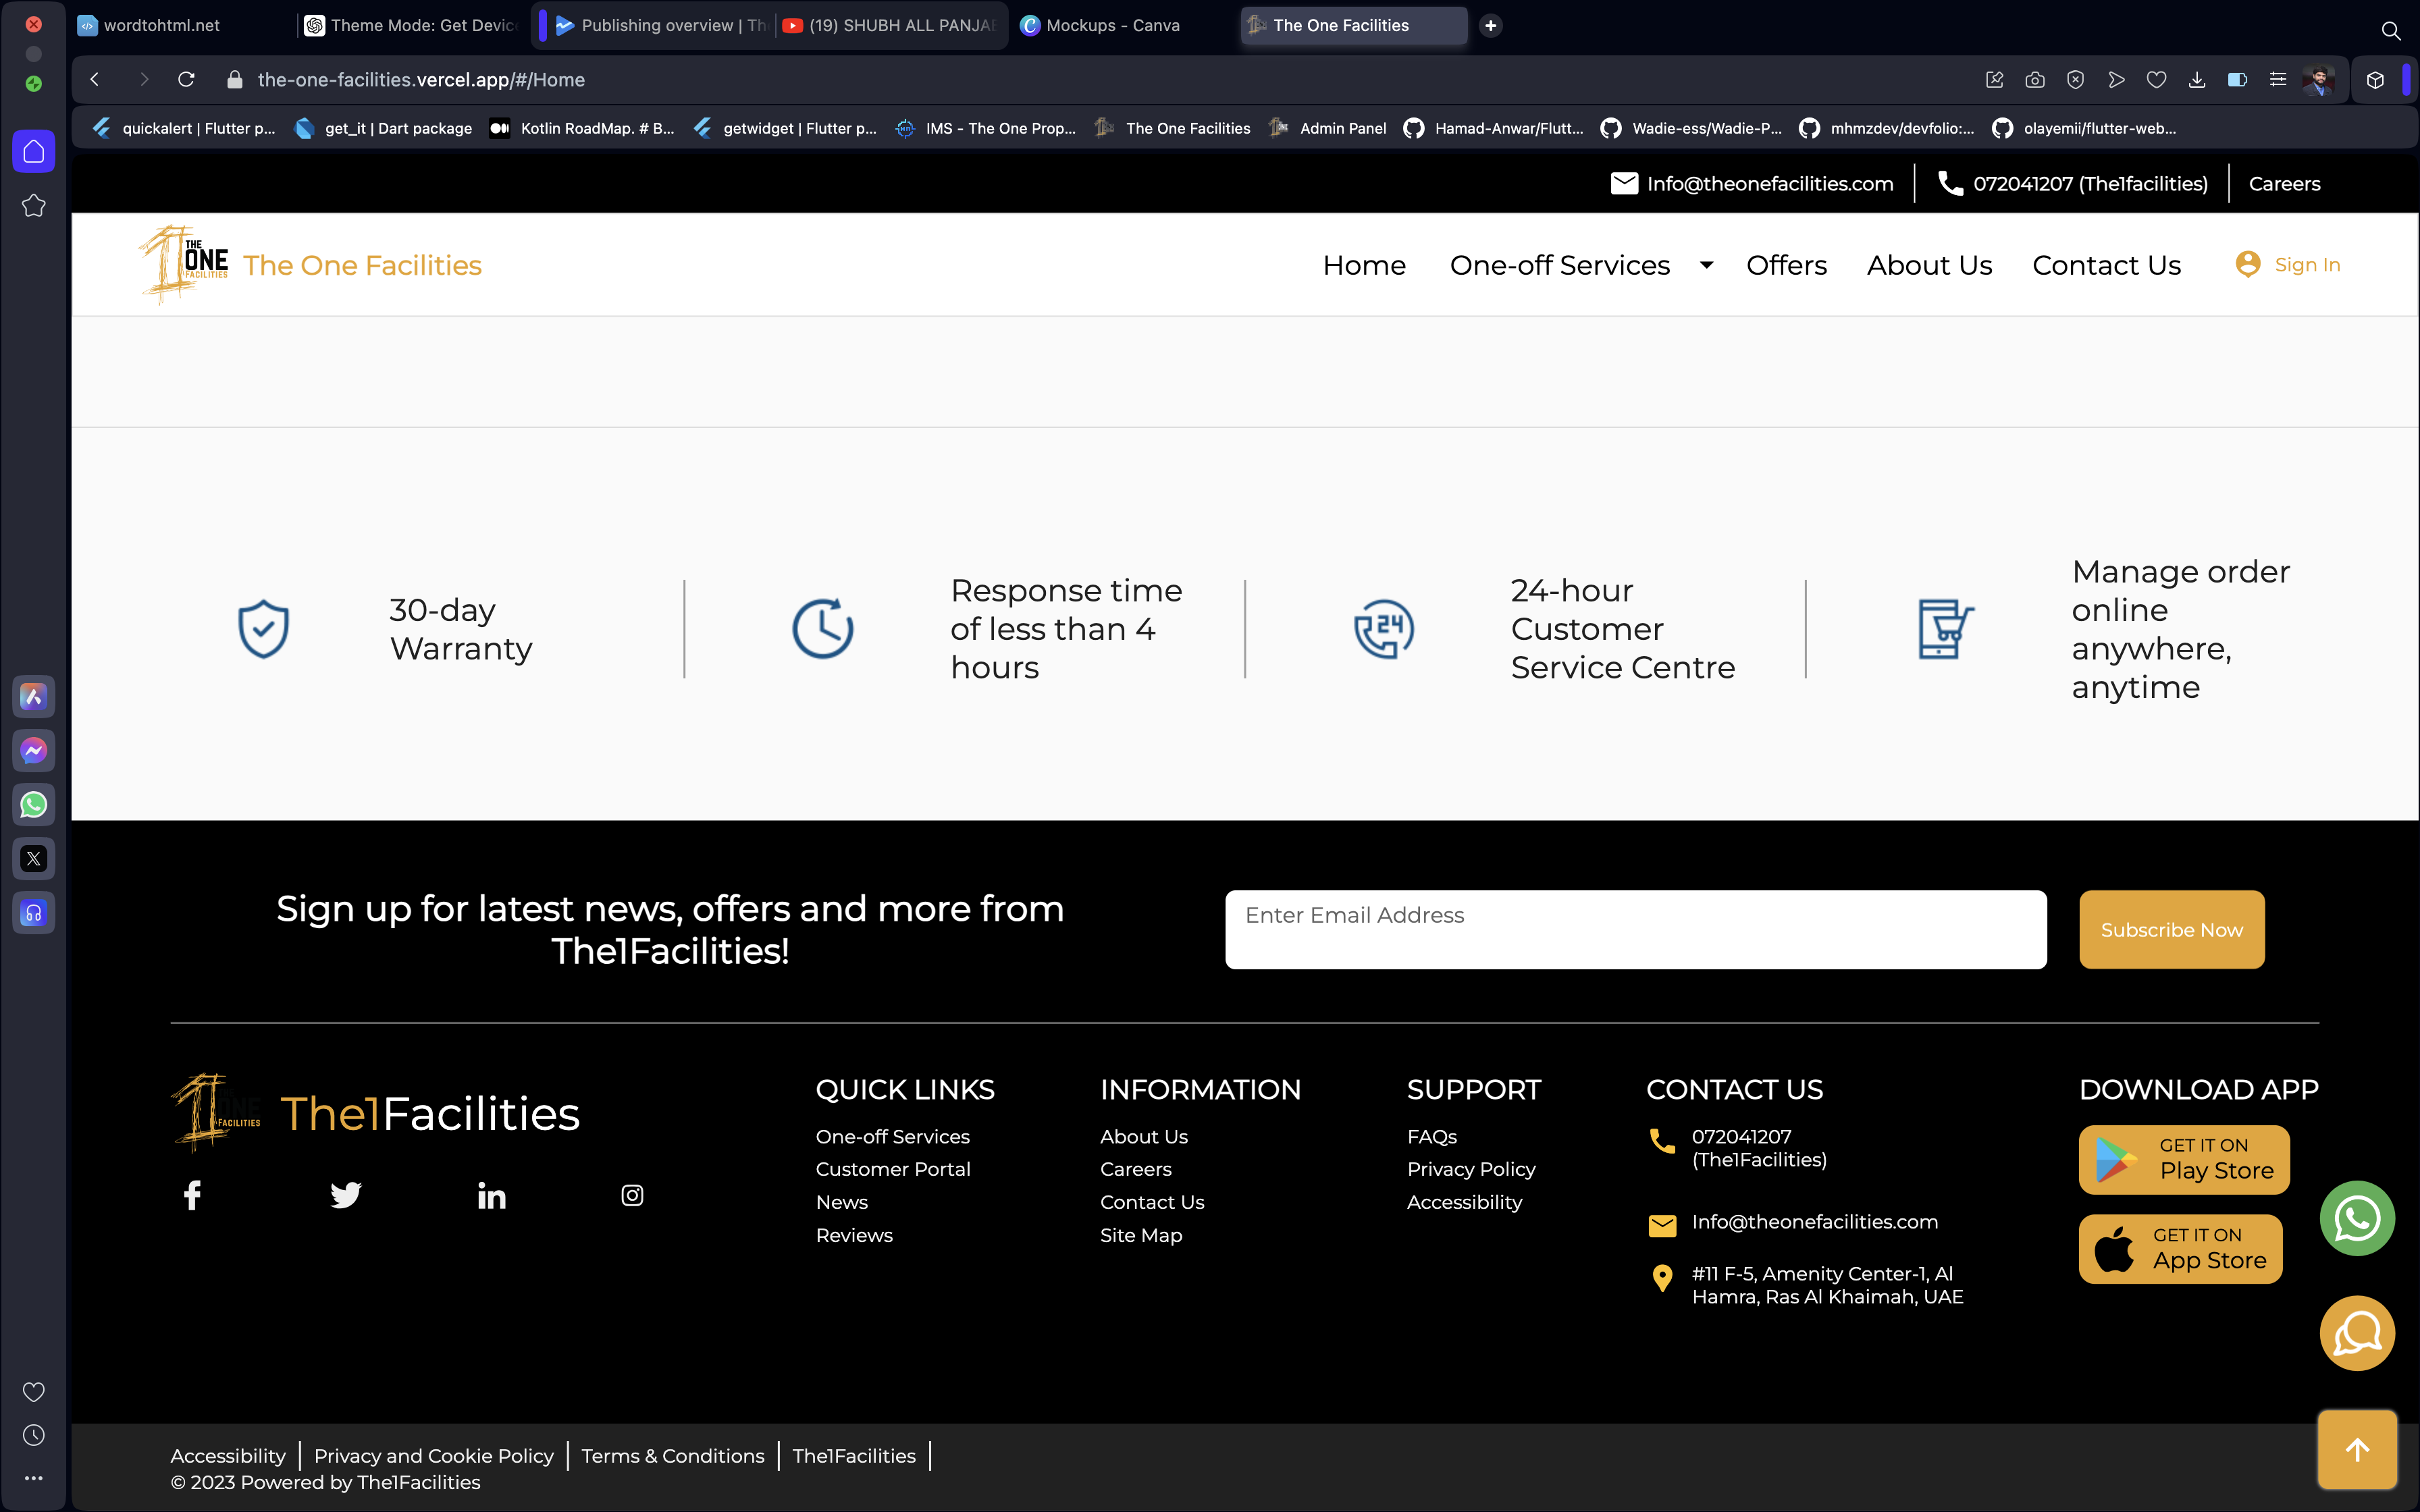 wordtohtml.net
Theme Mode: Get Devic
Publishing overview | Th
(19) SHUBH ALL PANJA
Mockups - Canva
The One Facilities
the-one-facilities.vercel.app/#/Home
quickalert | Flutter p...
get_it | Dart package
Kotlin RoadMap. # B...
getwidget | Flutter p...
IMS - The One Prop...
The One Facilities
Admin Panel
Hamad-Anwar/Flutt...
Wadie-ess/Wadie-P...
mhmzdev/devfolio:...
olayemii/flutter-web...
Info@theonefacilities.com
072041207 (The1facilities)
Careers
THE
ONE
FACILITIES
The One Facilities
Home
One-off Services
Offers
About Us
Contact Us
Sign In
30-day
Warranty
Response time
of less than 4
hours
24
24-hour
Customer
Service Centre
Manage order
online
anywhere,
anytime
Sign up for latest news, offers and more from
The1Facilities!
Enter Email Address
Subscribe Now
ONE
FACILITIES
The1Facilities
QUICK LINKS
One-off Services
Customer Portal
News
Reviews
INFORMATION
About Us
Careers
Contact Us
Site Map
SUPPORT
FAQs
Privacy Policy
Accessibility
CONTACT US
072041207
(The1Facilities)
Info@theonefacilities.com
#11 F-5, Amenity Center-1, Al
Hamra, Ras Al Khaimah, UAE
DOWNLOAD APP
GET IT ON
Play Store
GET IT ON
App Store
Accessibility
Privacy and Cookie Policy
Terms & Conditions
The1Facilities
© 2023 Powered by The1Facilities